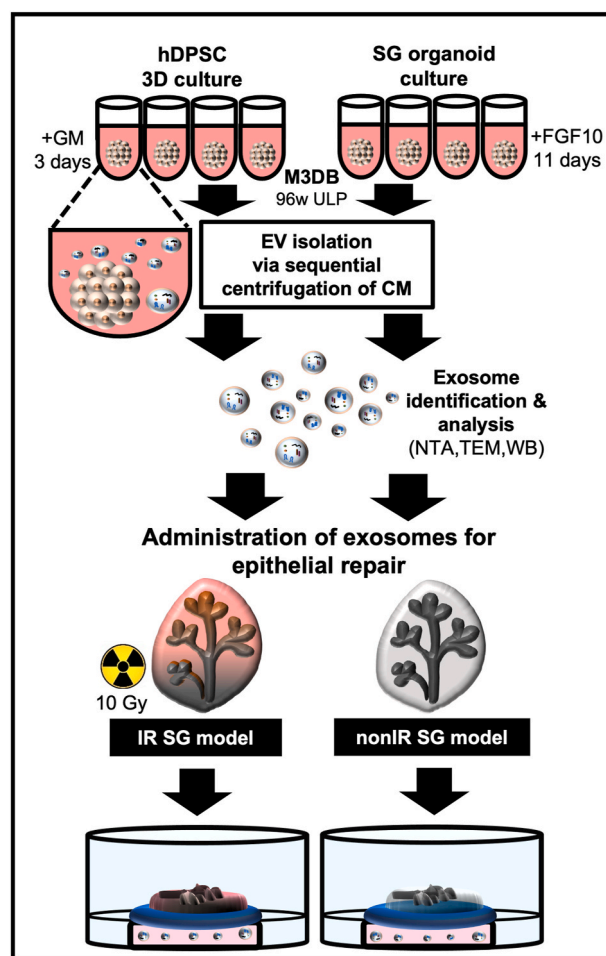 hDPSC
3D culture
SG organoid
culture
+GM
3 days
+FGF10
11 days
M3DB
96w ULP
EV isolation
via sequential
centrifugation of CM
Exosome
identification &
analysis
(NTA,TEM,WB)
Administration of exosomes for
epithelial repair
10 Gy
IR SG model
nonIR SG model